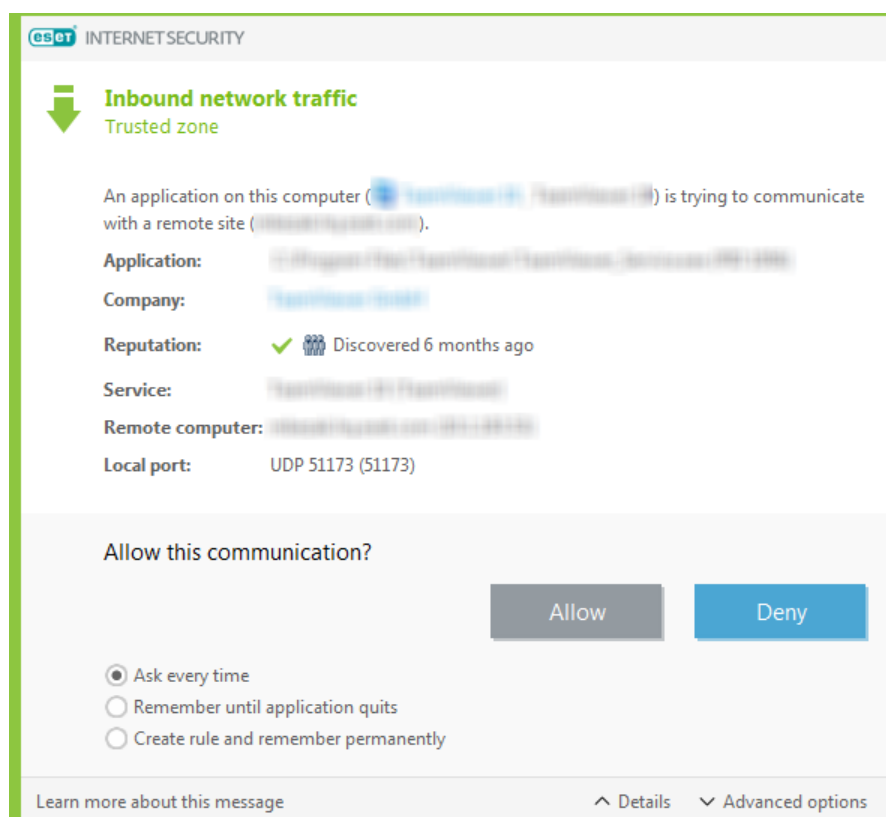 eseT INTERNET SECURITY
Inbound network traffic
Trusted zone
An application on this computer ( ) is trying to communicate
with a remote site ( ).
Application:
Company:
Reputation: Discovered 6 months ago
Service:
Remote computer:
Local port: UDP 51173 (51173)
Allow this communication?
Allow Deny
Ask every time
Remember until application quits
Create rule and remember permanently
Learn more about this message Details Advanced options